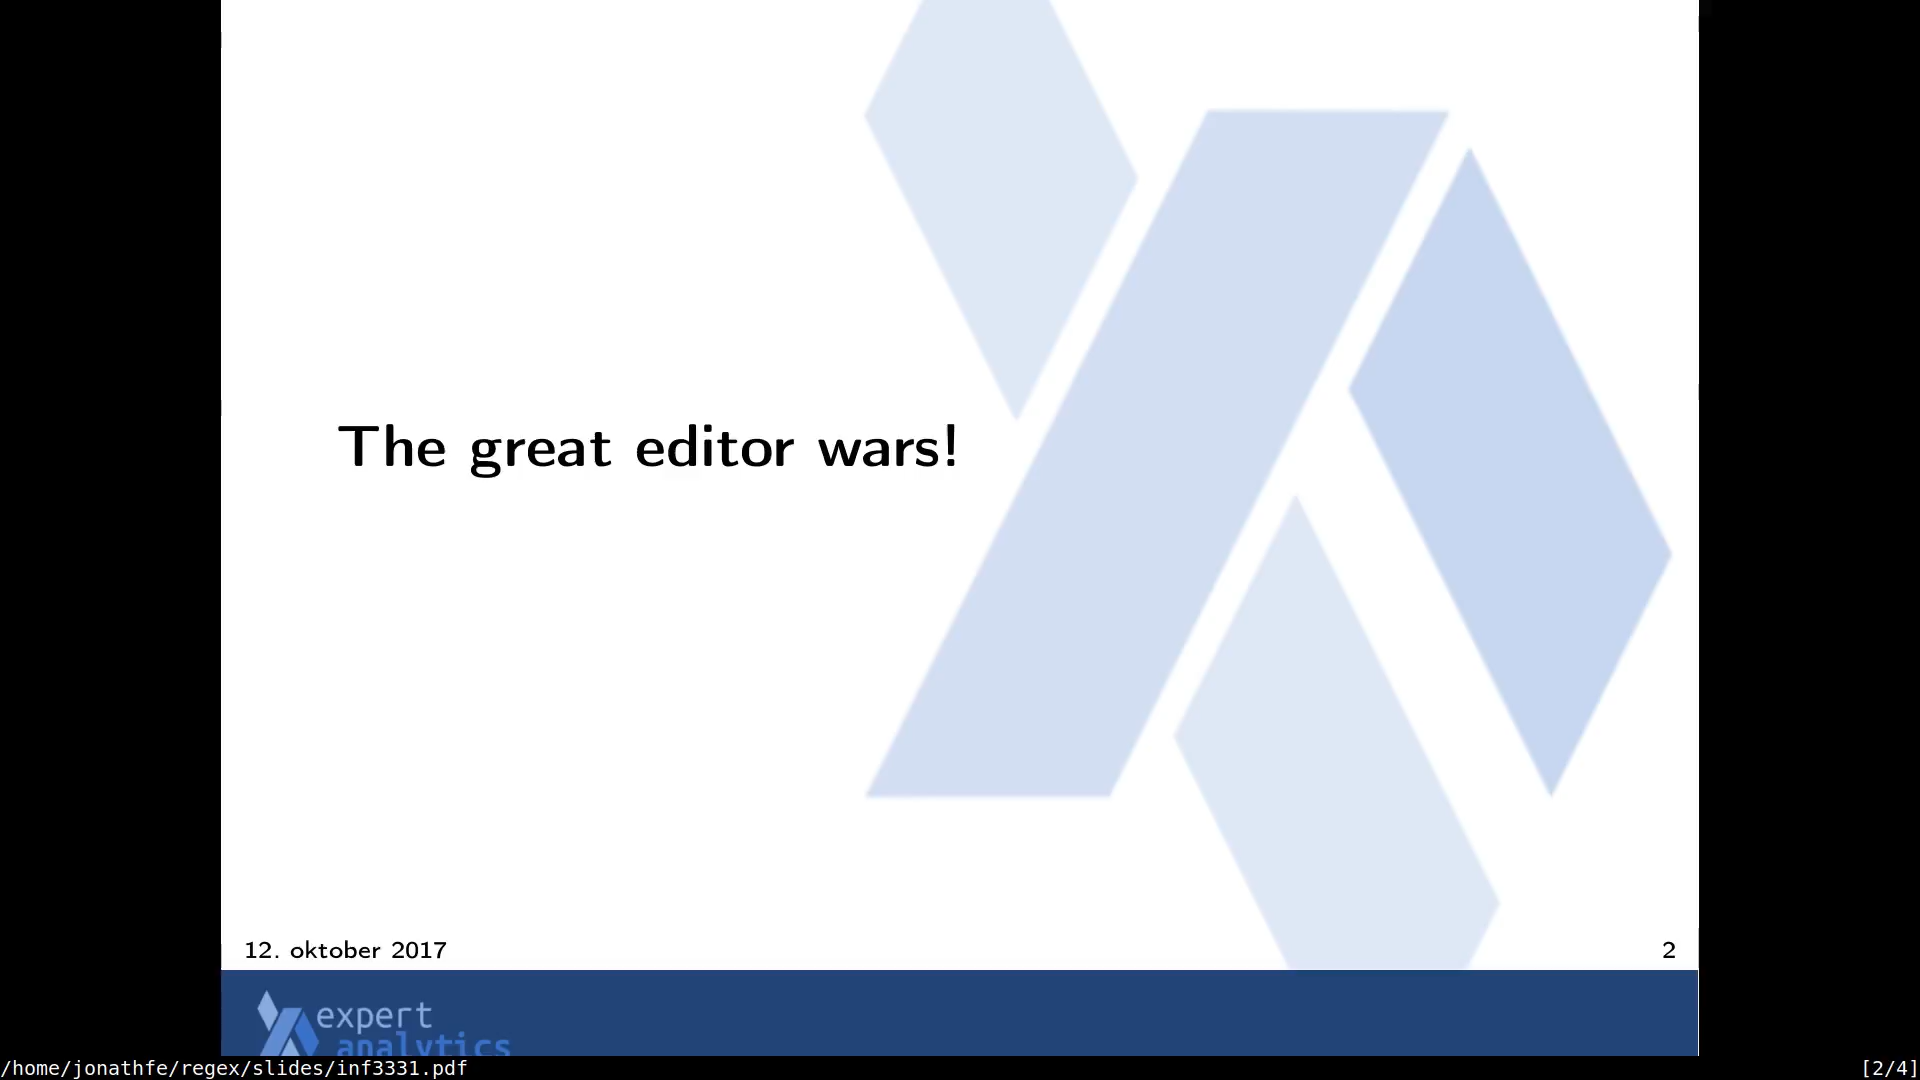 The great editor wars!
12. oktober 2017
2
expert
analytics
/home/jonathfe/regex/slides/inf3331.pdf
[2/4]